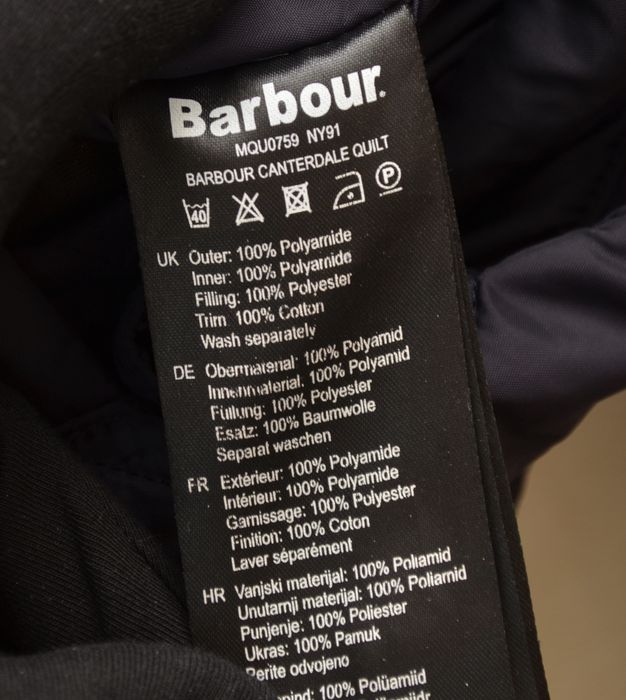 Barbour.
MQU0759 NY91
BARBOUR CANTERDALE QUILT
40 P
UK Outer: 100% Polyamide
Inner: 100% Polyamide
Filling: 100% Polyester
Trim 100% Cotton
Wash separately
DE Obermaterial: 100% Polyamid
Innenmaterial. 100% Polyamid
Füllung: 100% Polyester
Esatz: 100% Baumwolle
Separat waschen
FR Extérieur: 100% Polyamide
Intérieur: 100% Polyamide
Garnissage: 100% Polyester
Finition: 100% Coton
Laver séparément
HR Vanjski materijal: 100% Poliamid
Unutarnji materijal: 100% Poliamid
Punjenje: 100% Poliester
Ukras: 100% Pamuk
Perite odvojeno
100% Polüamiid